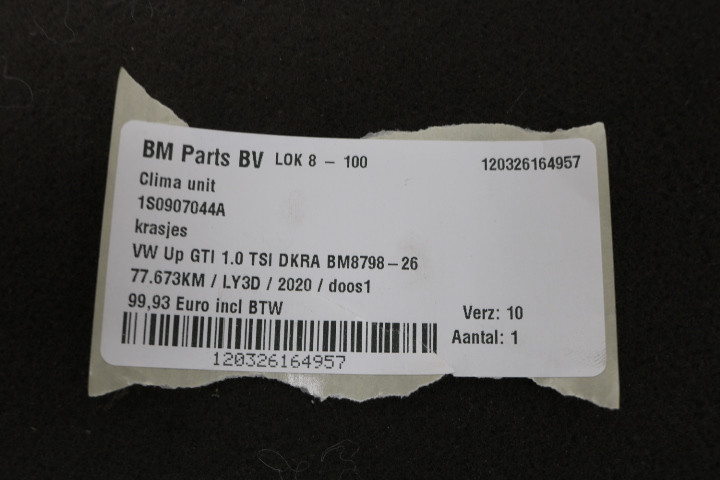 BM Parts BV LOK 8 - 100 120326164957
Clima unit
1S0907044A
krasjes
VW Up GTI 1.0 TSI DKRA BM8798-26
77.673KM / LY3D / 2020 / doos1
99,93 Euro incl BTW
Verz: 10
Aantal: 1
120326164957